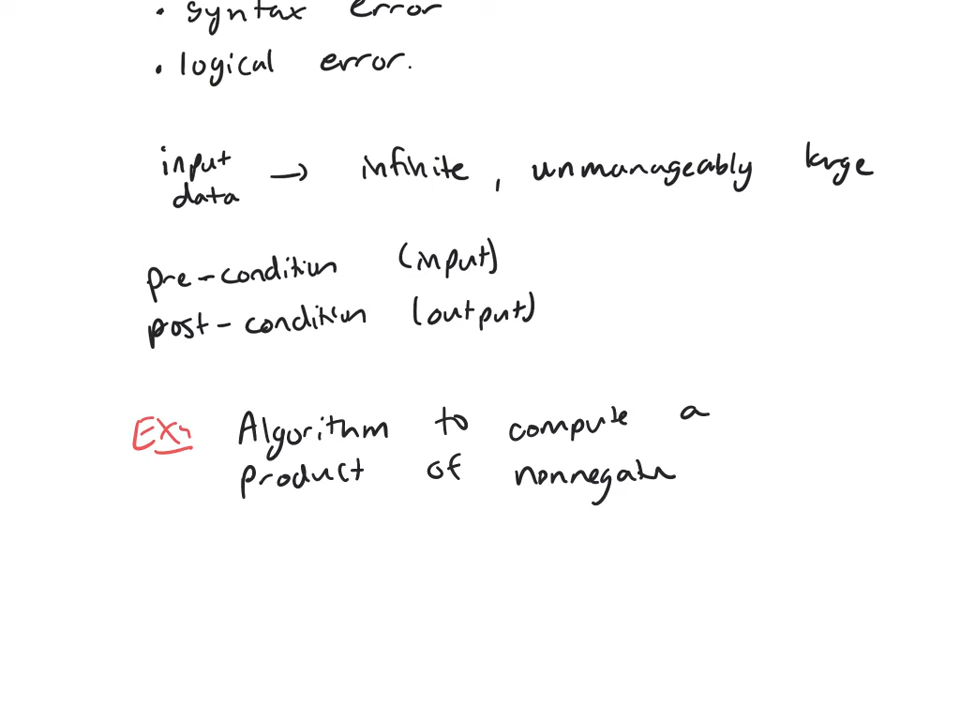 • syntax error
• logical error.
input data → infinite, unmanageably large
pre-condition (input)
post-condition (output)
Ex: Algorithm to compute a
product of nonnegative